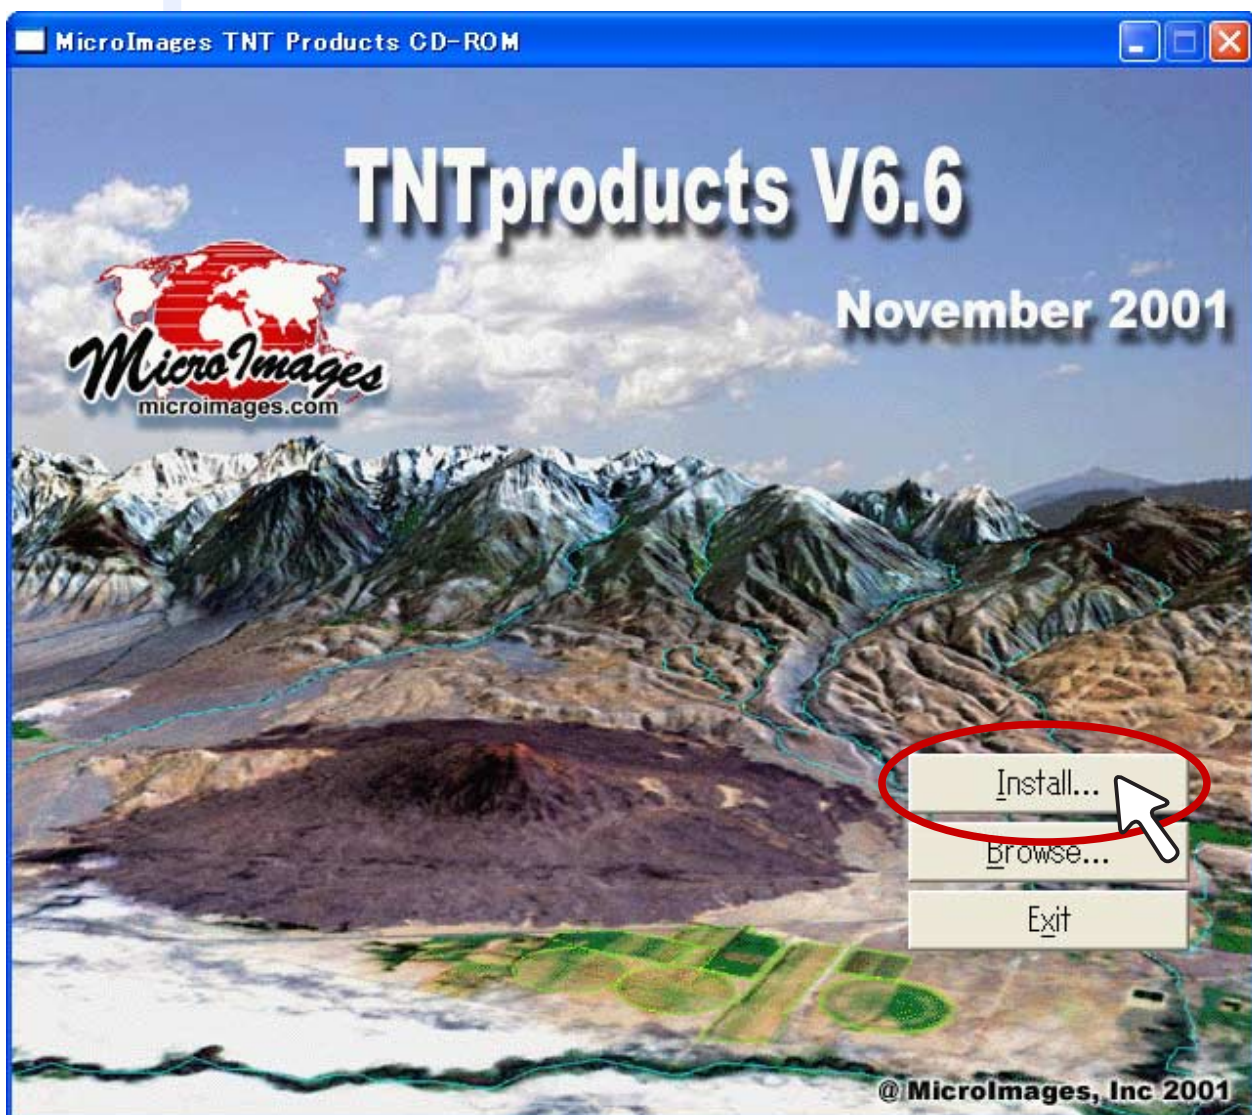 MicroImages TNT Products CD-ROM
TNTproducts V6.6
November 2001
MicroImages
microimages.com
Install...
Browse...
Exit
@ MicroImages, Inc 2001